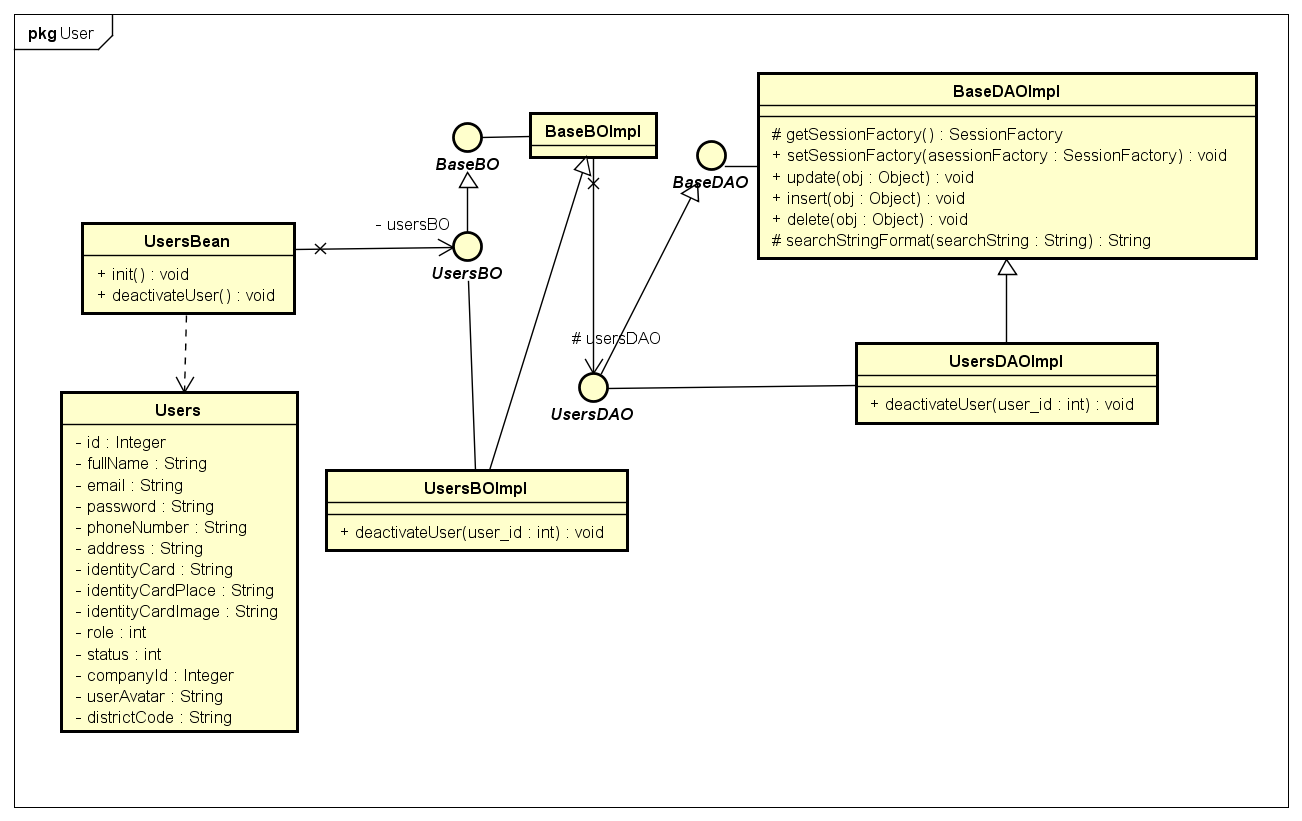 pkg User
BaseDAOImpl
# getSessionFactory() : SessionFactory
+ setSessionFactory(asessionFactory : SessionFactory) : void
+ update(obj : Object) : void
+ insert(obj : Object) : void
+ delete(obj : Object) : void
# searchStringFormat(searchString : String) : String
BaseBOImpl
BaseBO
BaseDAO
- usersBO
UsersBean
+ init() : void
+ deactivateUser() : void
UsersBO
# usersDAO
UsersDAOImpl
+ deactivateUser(user_id : int) : void
UsersDAO
Users
- id : Integer
- fullName : String
- email : String
- password : String
- phoneNumber : String
- address : String
- identityCard : String
- identityCardPlace : String
- identityCardImage : String
- role : int
- status : int
- companyId : Integer
- userAvatar : String
- districtCode : String
UsersBOImpl
+ deactivateUser(user_id : int) : void